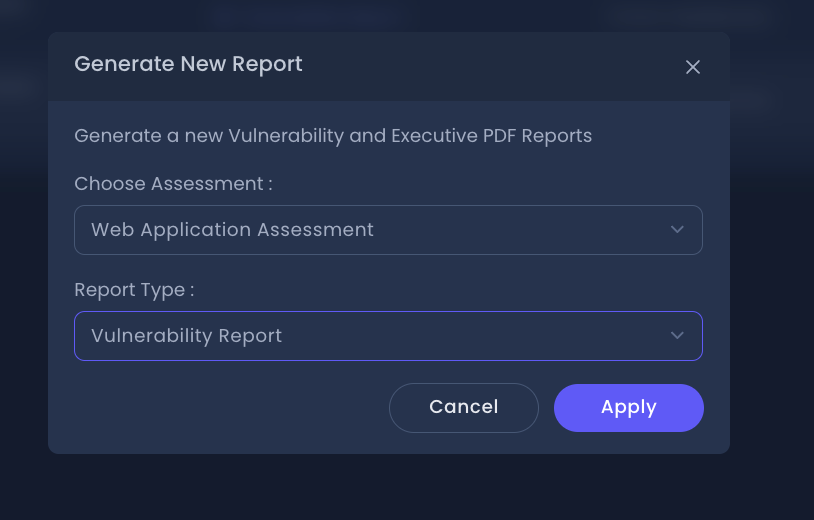 Generate New Report
Generate a new Vulnerability and Executive PDF Reports
Choose Assessment :
Web Application Assessment
Report Type :
Vulnerability Report
Cancel
Apply